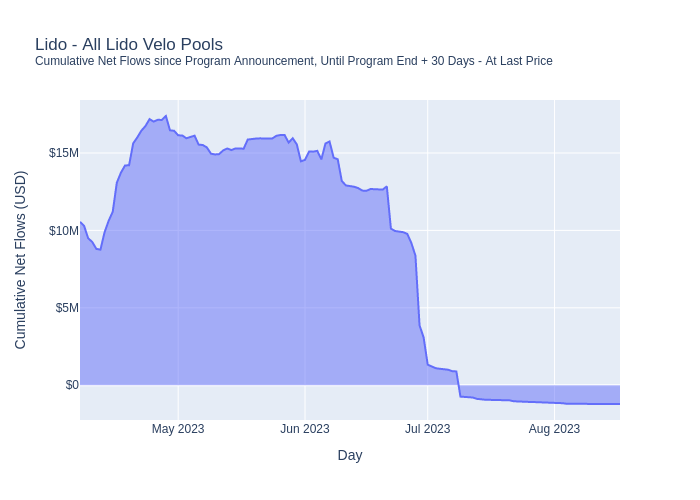 Lido - All Lido Velo Pools
Cumulative Net Flows since Program Announcement, Until Program End + 30 Days - At Last Price
Cumulative Net Flows (USD)
$15M
$10M
$5M
$0
May 2023
Jun 2023
Jul 2023
Aug 2023
Day